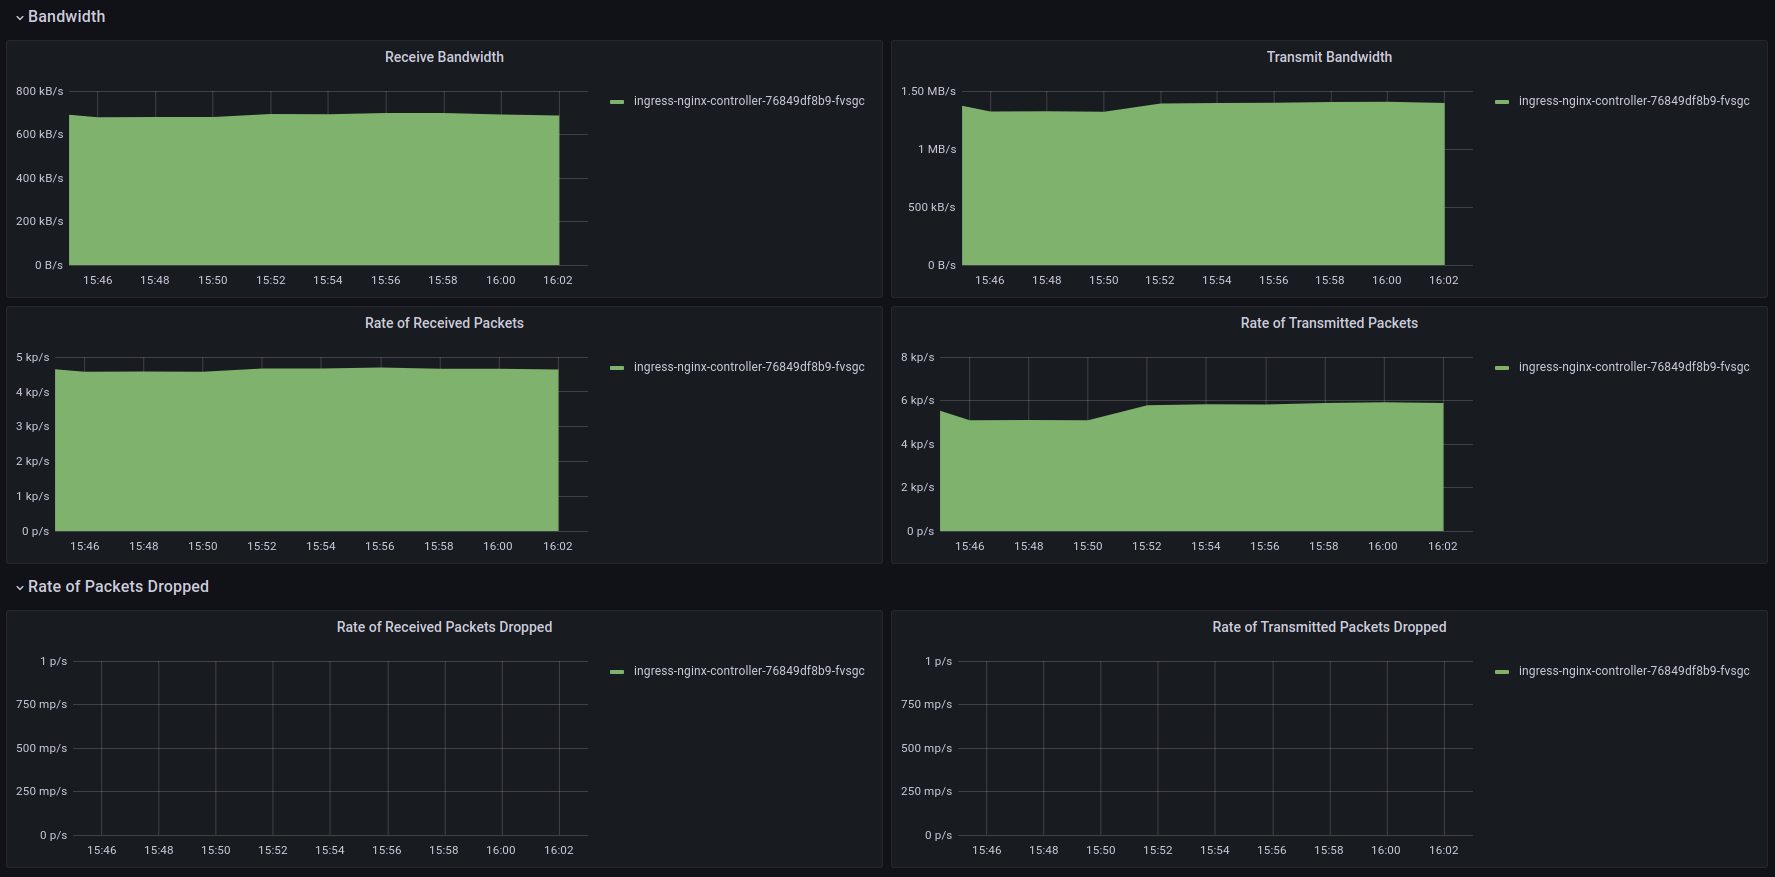 Bandwidth
Receive Bandwidth
800 kB/s
600 kB/s
400 kB/s
200 kB/s
0 B/s
15:46 15:48 15:50 15:52 15:54 15:56 15:58 16:00 16:02
ingress-nginx-controller-76849df8b9-fvsgc
Transmit Bandwidth
1.50 MB/s
1 MB/s
500 kB/s
0 B/s
15:46 15:48 15:50 15:52 15:54 15:56 15:58 16:00 16:02
ingress-nginx-controller-76849df8b9-fvsgc
Rate of Received Packets
5 kp/s
4 kp/s
3 kp/s
2 kp/s
1 kp/s
0 p/s
15:46 15:48 15:50 15:52 15:54 15:56 15:58 16:00 16:02
ingress-nginx-controller-76849df8b9-fvsgc
Rate of Transmitted Packets
8 kp/s
6 kp/s
4 kp/s
2 kp/s
0 p/s
15:46 15:48 15:50 15:52 15:54 15:56 15:58 16:00 16:02
ingress-nginx-controller-76849df8b9-fvsgc
Rate of Packets Dropped
Rate of Received Packets Dropped
1 p/s
750 mp/s
500 mp/s
250 mp/s
0 p/s
15:46 15:48 15:50 15:52 15:54 15:56 15:58 16:00 16:02
ingress-nginx-controller-76849df8b9-fvsgc
Rate of Transmitted Packets Dropped
1 p/s
750 mp/s
500 mp/s
250 mp/s
0 p/s
15:46 15:48 15:50 15:52 15:54 15:56 15:58 16:00 16:02
ingress-nginx-controller-76849df8b9-fvsgc